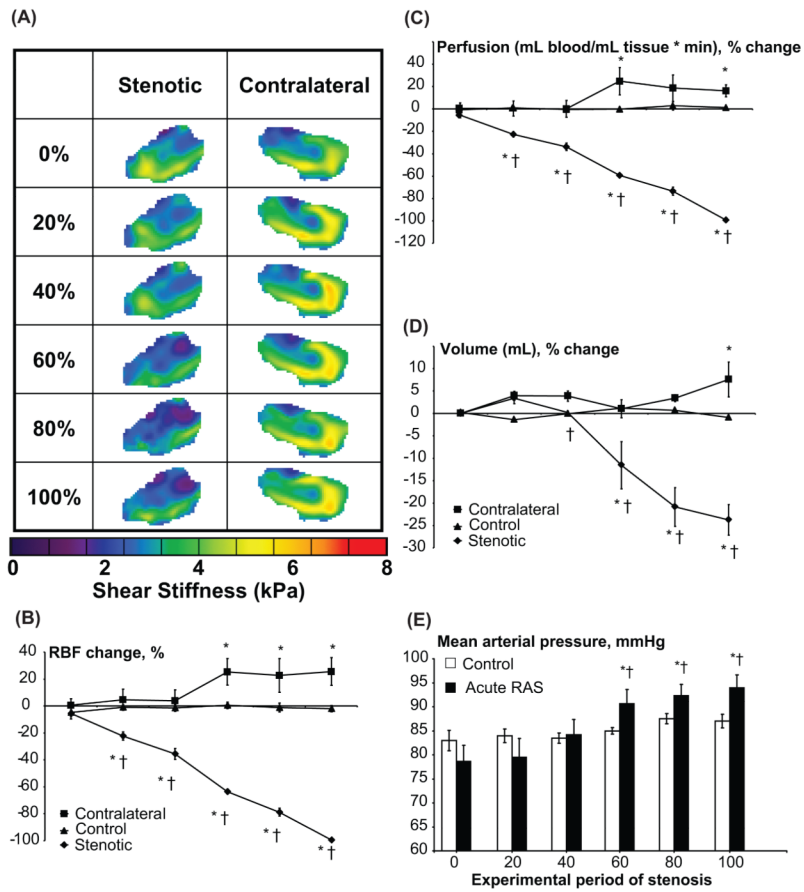 (A)
Stenotic Contralateral
0%
20%
40%
60%
80%
100%
0 2 4 6 8
Shear Stiffness (kPa)
(B)
RBF change, %
40
20
0
-20
-40
-60
-80
-100
* * *
* †
* †
* †
* †
* †
Contralateral
Control
Stenotic
(C)
Perfusion (mL blood/mL tissue * min), % change
60
40
20
0
-20
-40
-60
-80
-100
-120
* *
* †
* †
* †
* †
* †
(D)
Volume (mL), % change
10
5
0
-5
-10
-15
-20
-25
-30
*
†
* †
* †
* †
Contralateral
Control
Stenotic
(E)
Mean arterial pressure, mmHg
100
95
90
85
80
75
70
65
60
Control
Acute RAS
*† *† *†
0 20 40 60 80 100
Experimental period of stenosis